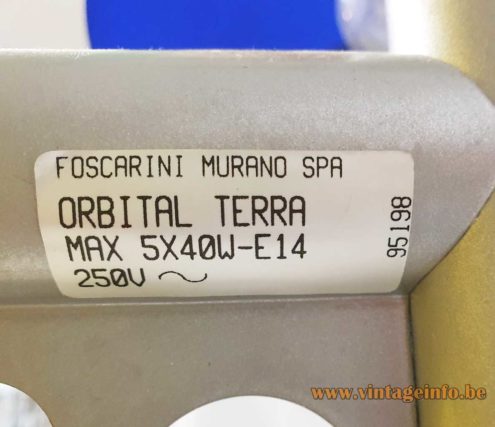 FOSCARINI MURANO SPA
ORBITAL TERRA
MAX 5X40W-E14
250V ~
95198
www.vintageinfo.be